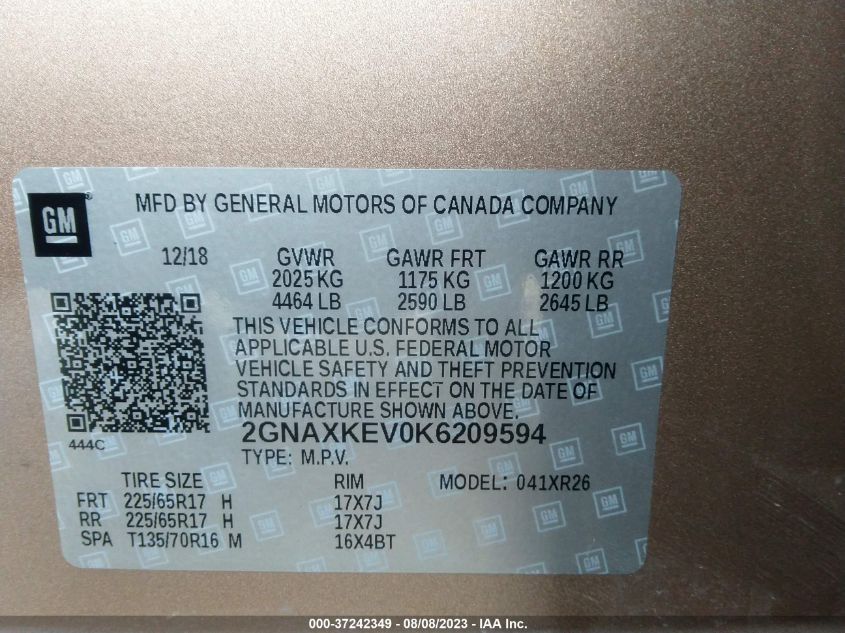 GM
MFD BY GENERAL MOTORS OF CANADA COMPANY
12/18 GVWR GAWR FRT GAWR RR
2025 KG 1175 KG 1200 KG
4464 LB 2590 LB 2645 LB
THIS VEHICLE CONFORMS TO ALL
APPLICABLE U.S. FEDERAL MOTOR
VEHICLE SAFETY AND THEFT PREVENTION
STANDARDS IN EFFECT ON THE DATE OF
MANUFACTURE SHOWN ABOVE.
444C
2GNAXKEV0K6209594
TYPE: M.P.V.
TIRE SIZE RIM MODEL: 041XR26
FRT 225/65R17 H 17X7J
RR 225/65R17 H 17X7J
SPA T135/70R16 M 16X4BT
000-37242349 - 08/08/2023 - IAA Inc.